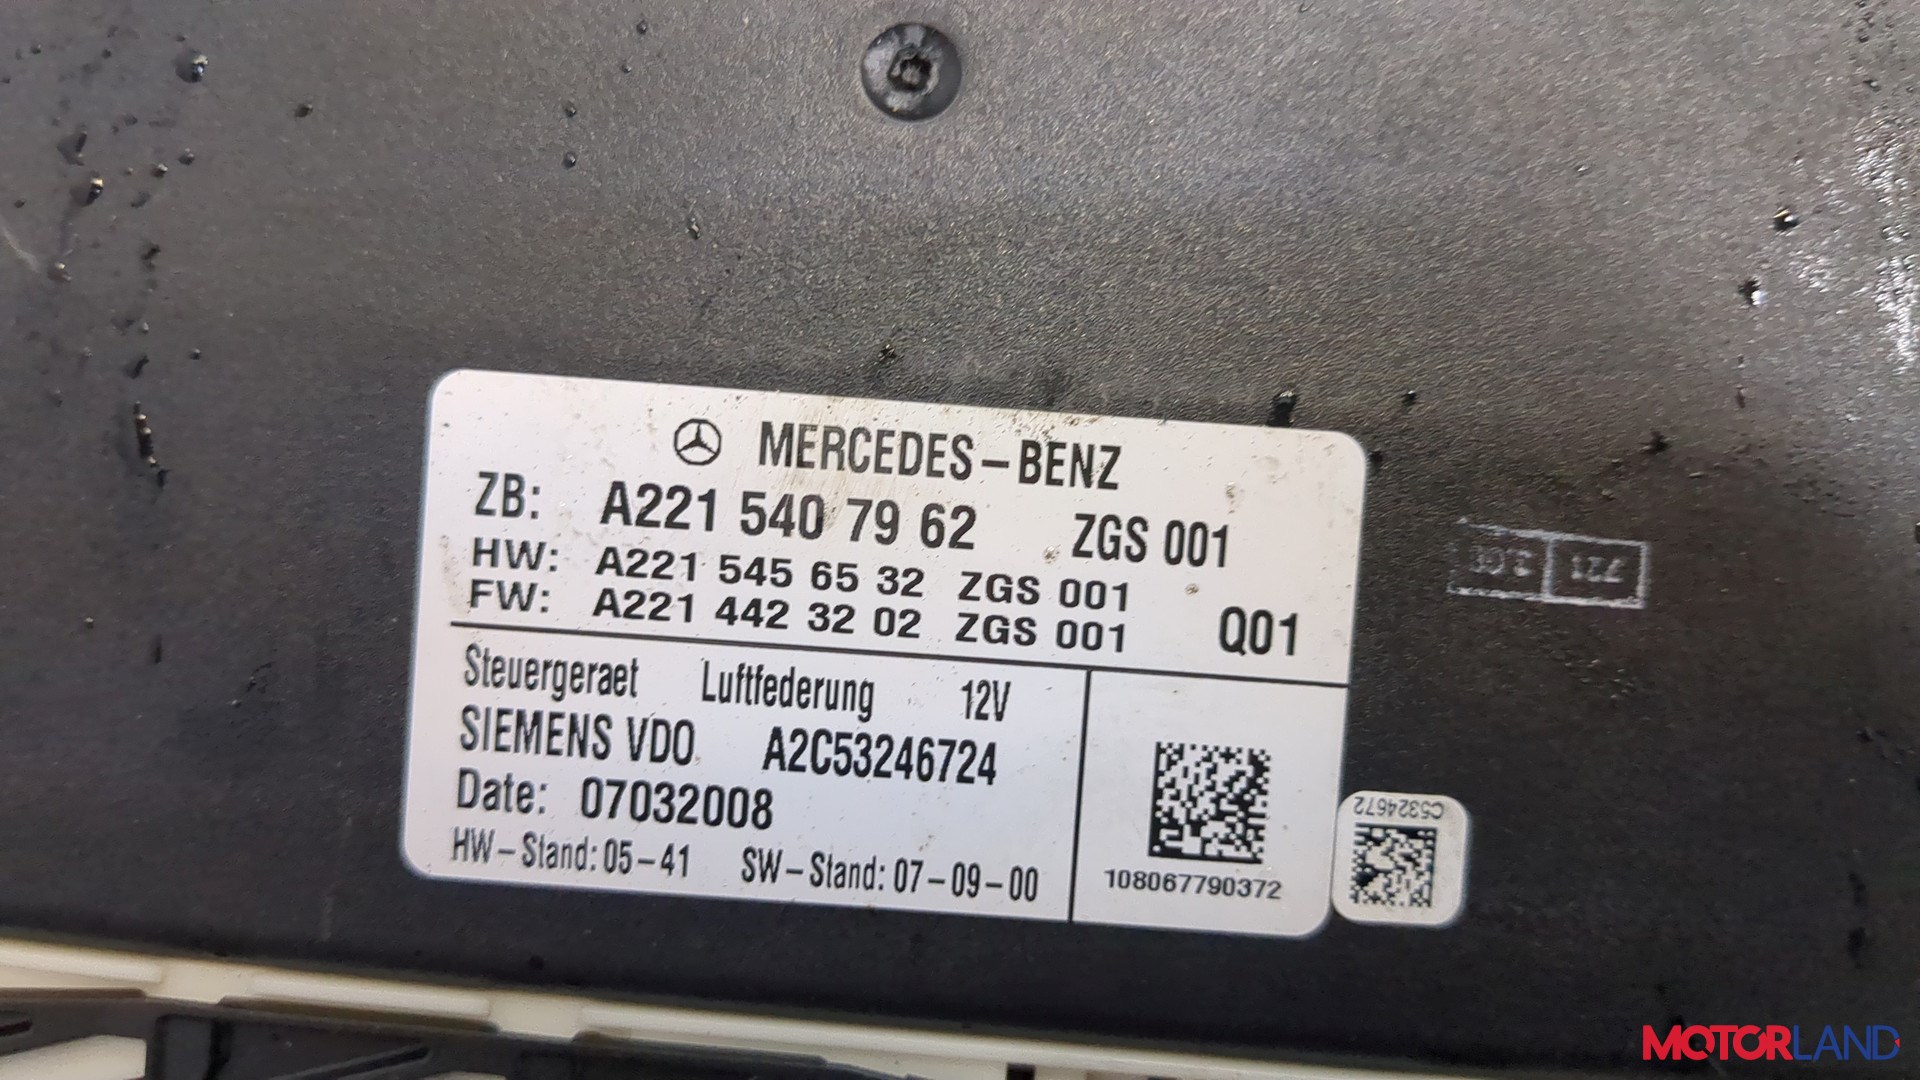 MERCEDES-BENZ
ZB: A221 540 79 62 ZGS 001
HW: A221 545 65 32 ZGS 001
FW: A221 442 32 02 ZGS 001 Q01
Steuergeraet Luftfederung 12V
SIEMENS VDO A2C53246724
Date: 07032008
HW-Stand: 05-41 SW-Stand: 07-09-00
108067790372
C5324672
721
MOTORLAND